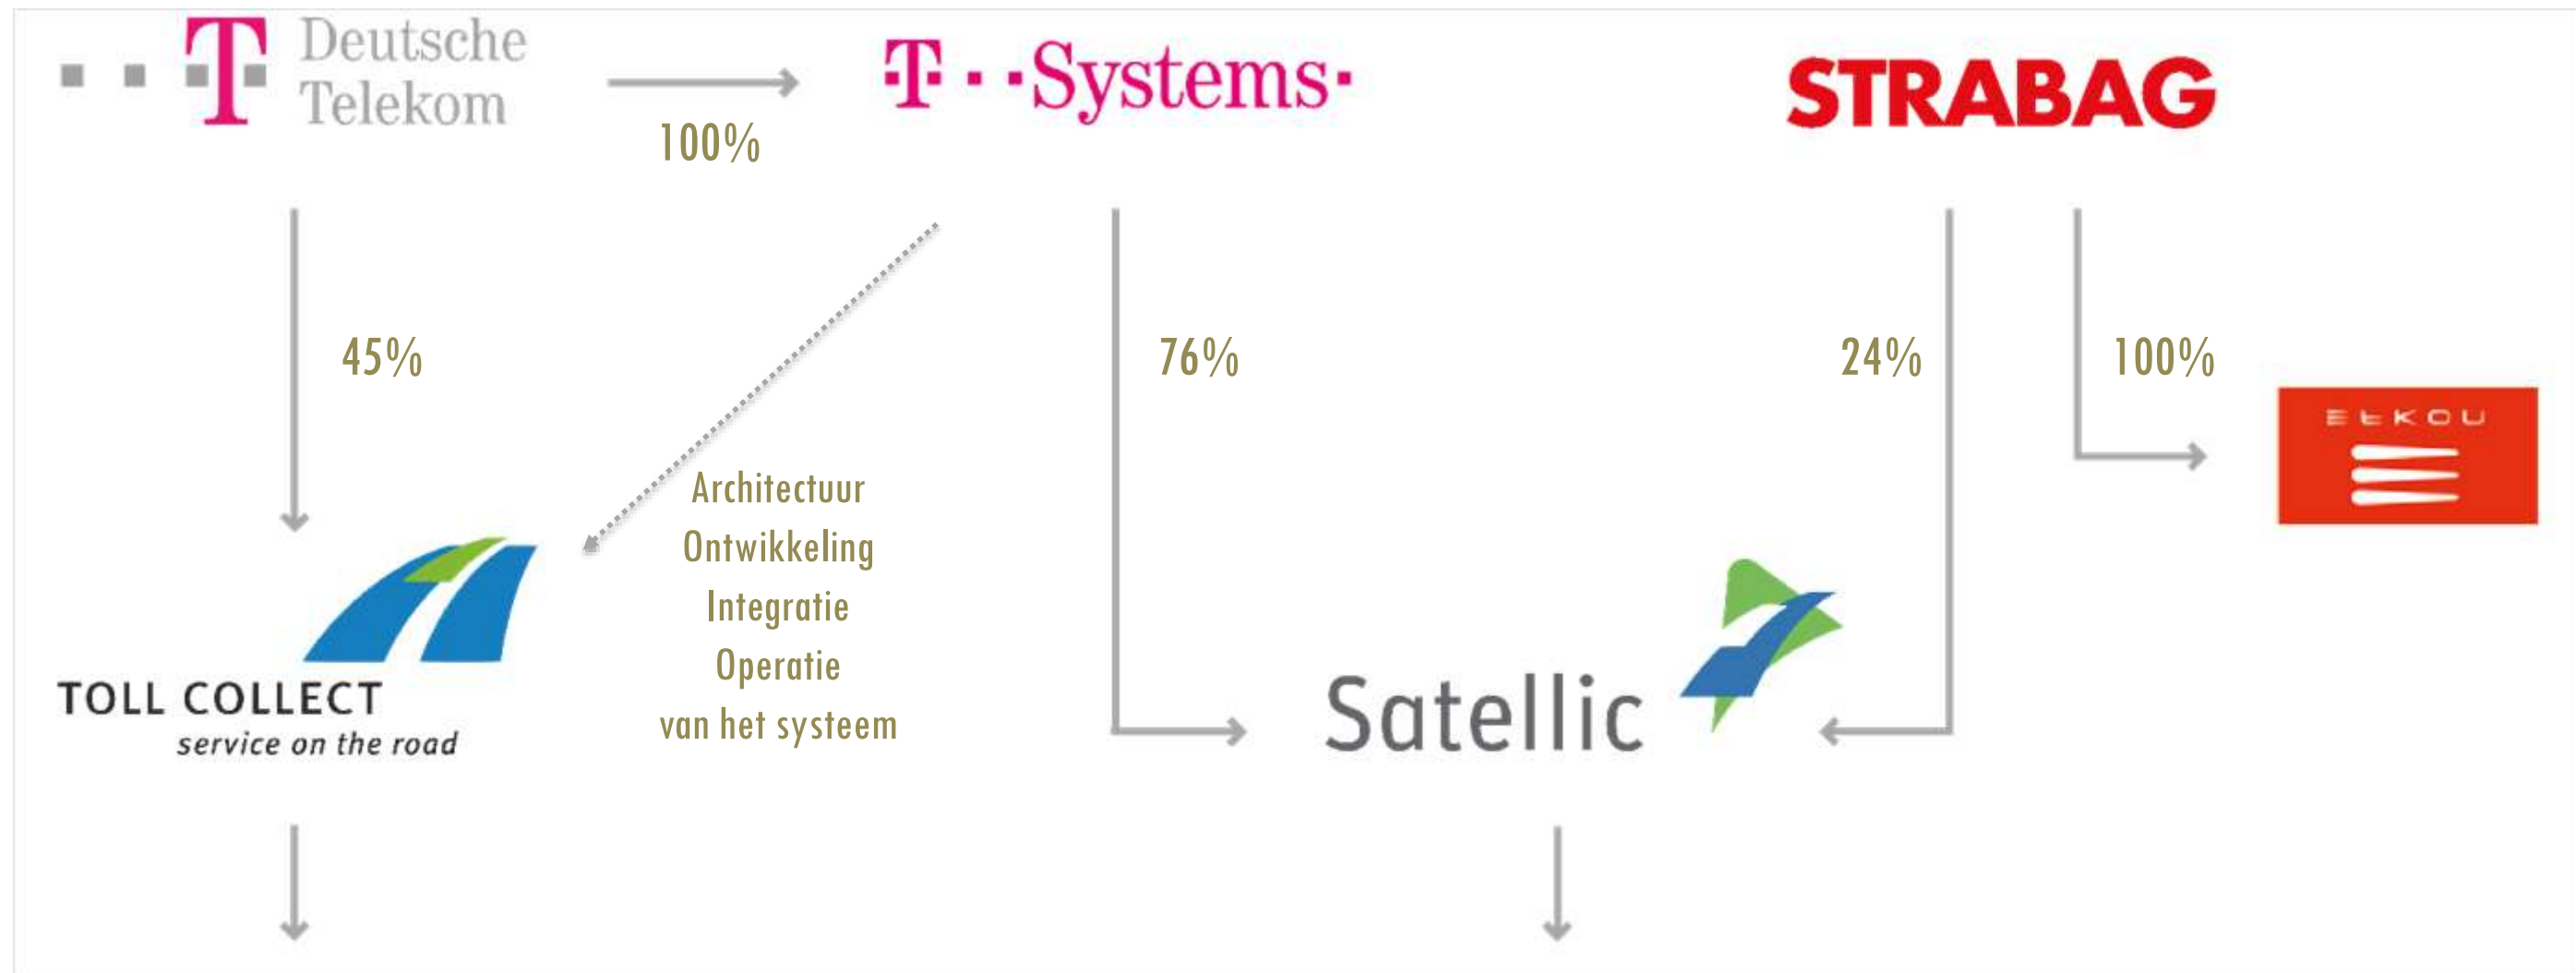 Deutsche
Telekom
T··Systems·
STRABAG
100%
45%
76%
24%
100%
Architectuur
Ontwikkeling
Integratie
Operatie
van het systeem
TOLL COLLECT
service on the road
Satellic